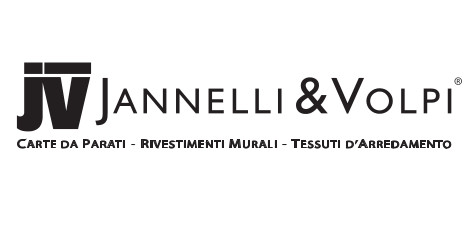 JV JANNELLI & VOLPI®
CARTE DA PARATI - RIVESTIMENTI MURALI - TESSUTI D'ARREDAMENTO